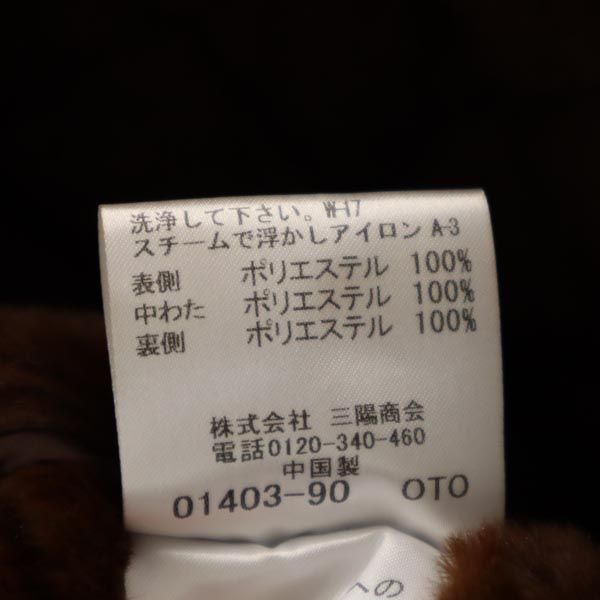 洗浄して下さい。W-17
スチームで浮かしアイロン A-3
表側 ポリエステル 100%
中わた ポリエステル 100%
裏側 ポリエステル 100%
株式会社 三陽商会
電話0120-340-460
中国製
01403-90 OTO
への